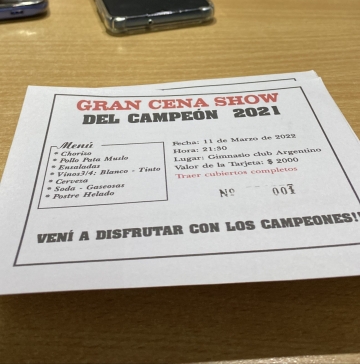 GRAN CENA SHOW
DEL CAMPEÓN 2021
Menú
• Chorizo
• Pollo Pata Muslo
• Ensaladas
• Vinos3/4; Blanco - Tinto
• Cerveza
• Soda - Gaseosas
• Postre Helado
Fecha: 11 de Marzo de 2022
Hora: 21:30
Lugar: Gimnasio club Argentino
Valor de la Tarjeta: $ 2000
Traer cubiertos completos
Nº 001
VENÍ A DISFRUTAR CON LOS CAMPEONES!!